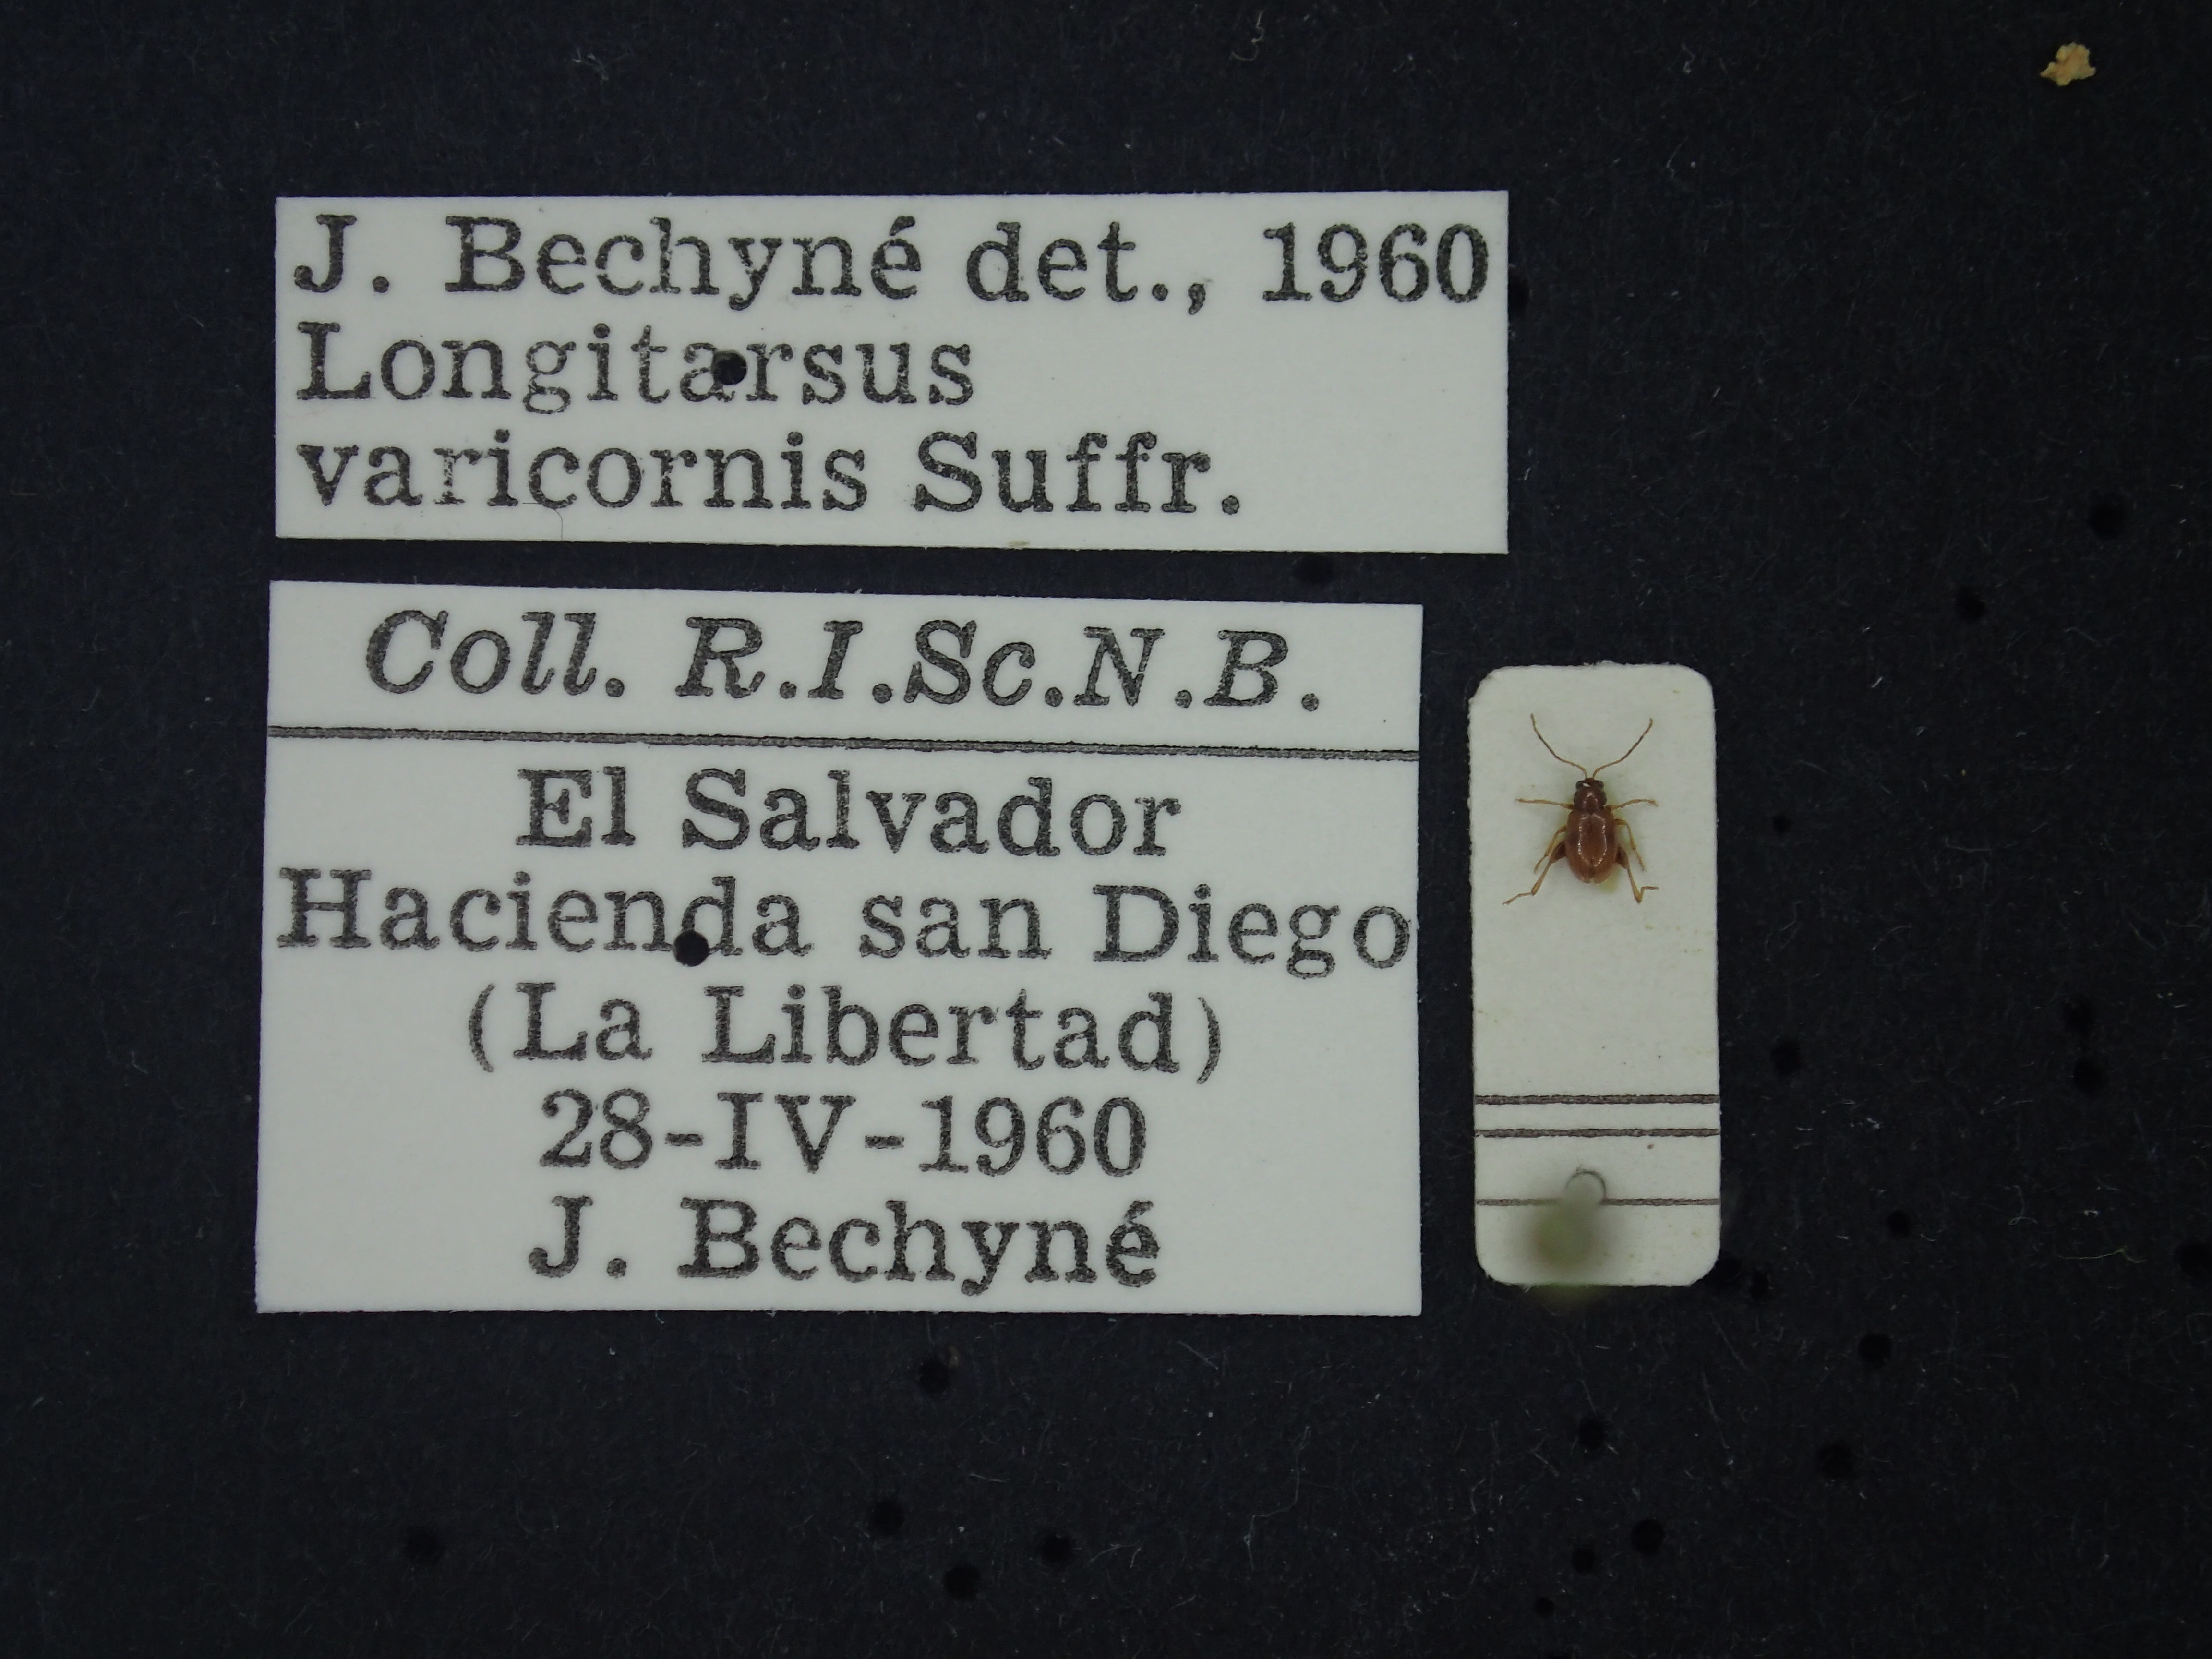 J. Bechyné det., 1960
Longitarsus
varicornis Suffr.
Coll. R.I.Sc.N.B.
El Salvador
Hacienda san Diego
(La Libertad)
28-IV-1960
J. Bechyné